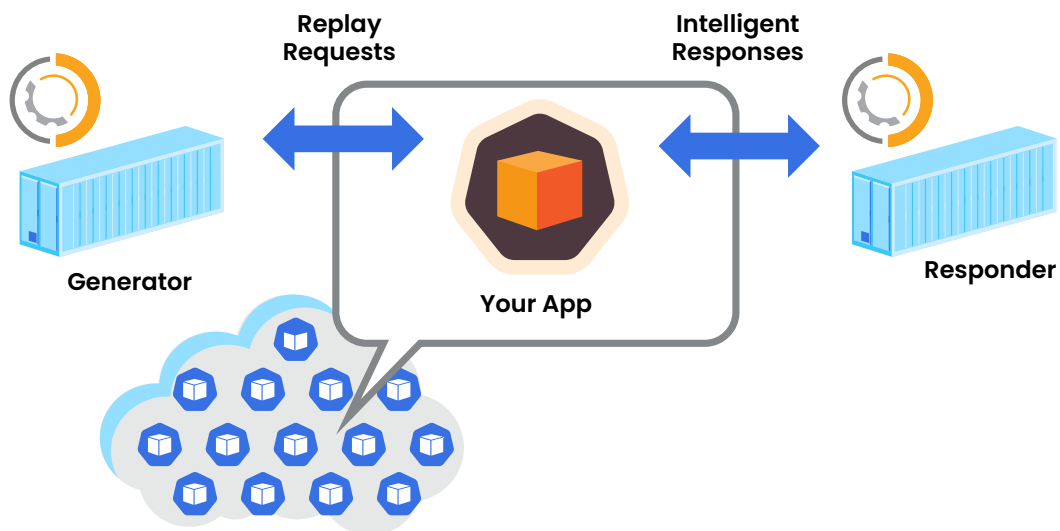 Replay
Requests
Intelligent
Responses
Generator
Your App
Responder